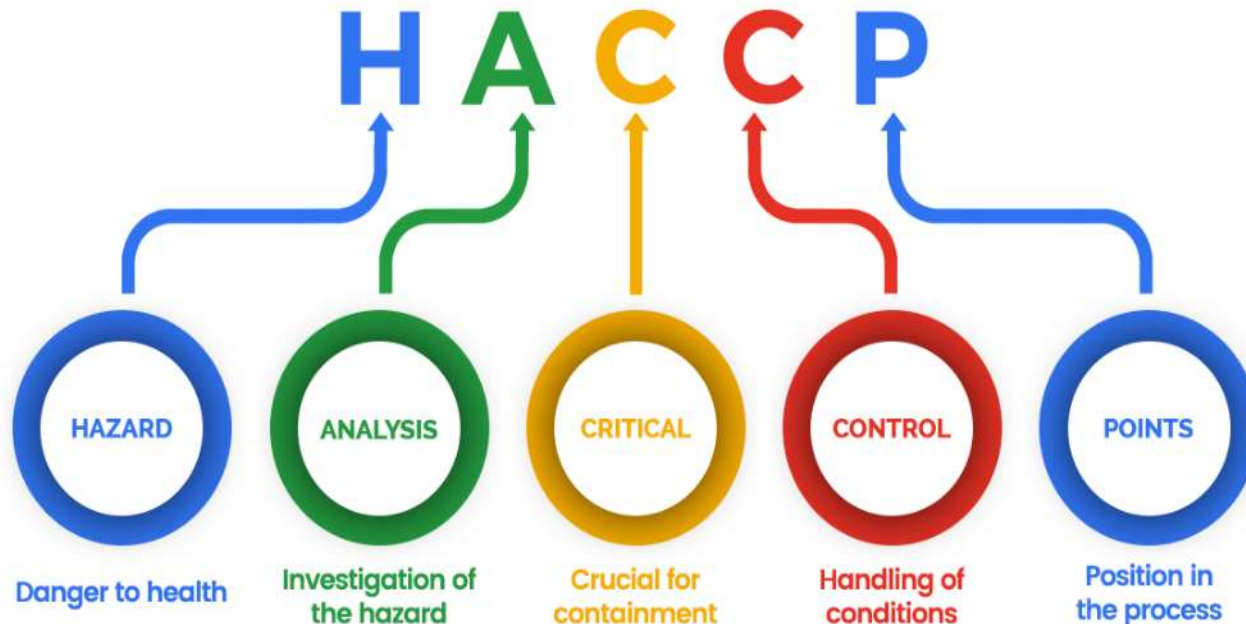 HACCP
HAZARD
ANALYSIS
CRITICAL
CONTROL
POINTS
Danger to health
Investigation of
the hazard
Crucial for
containment
Handling of
conditions
Position in
the process